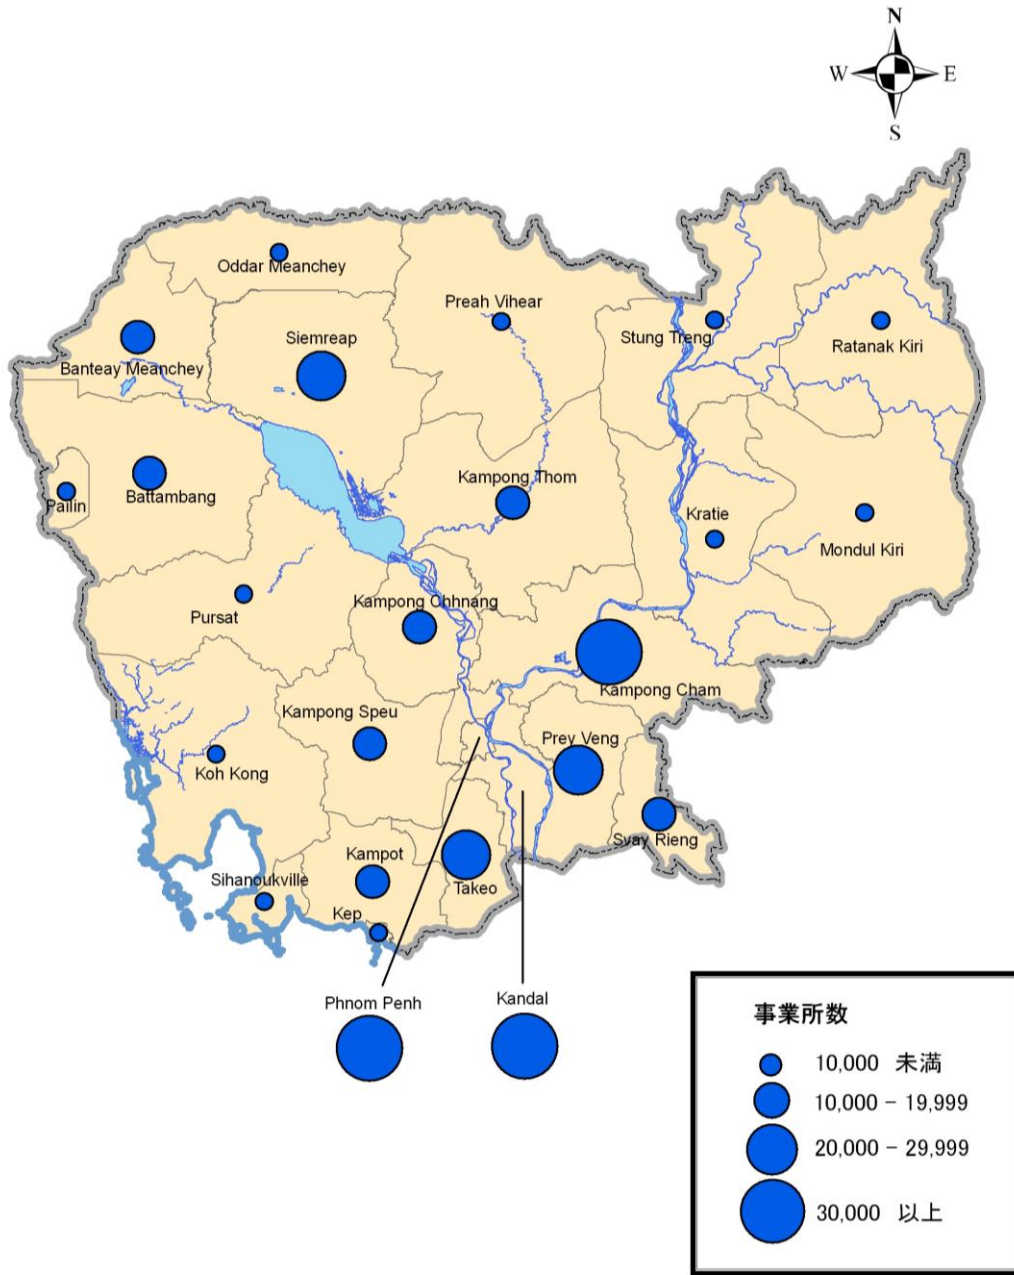 N
W E
S
Oddar Meanchey
Preah Vihear
Stung Treng
Ratanak Kiri
Banteay Meanchey
Siemreap
Pailin
Battambang
Kampong Thom
Kratie
Mondul Kiri
Pursat
Kampong Chhnang
Kampong Cham
Kampong Speu
Prey Veng
Koh Kong
Svay Rieng
Kampot
Takeo
Sihanoukville
Kep
Phnom Penh
Kandal
事業所数
10,000 未満
10,000 − 19,999
20,000 − 29,999
30,000 以上